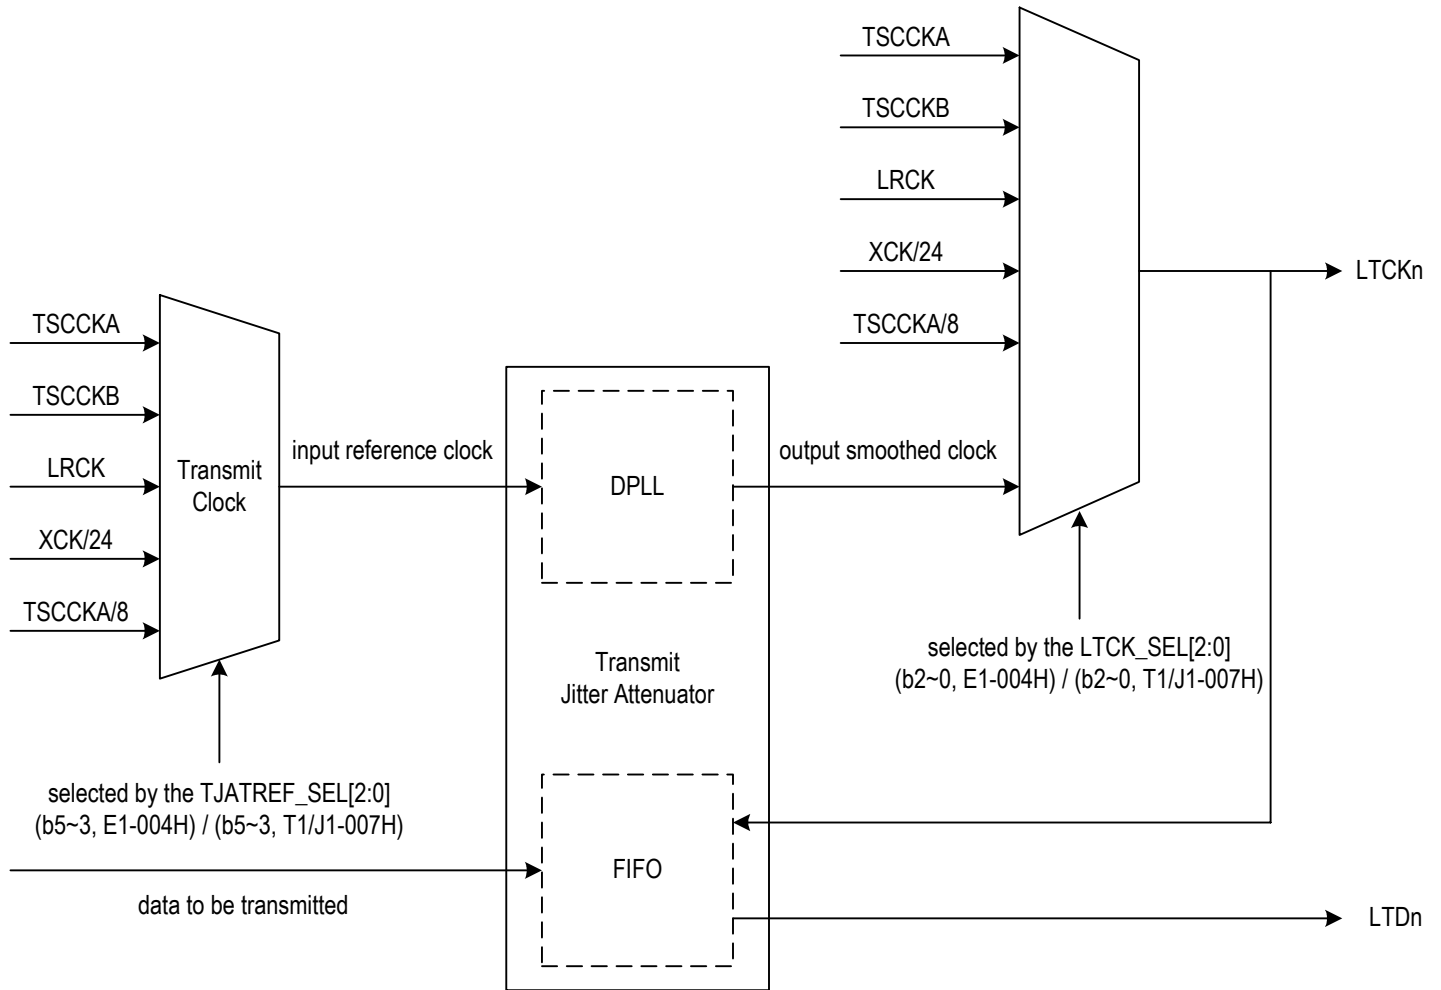 TSCCKA
TSCCKB
LRCK
XCK/24
TSCCKA/8
LTCKn
TSCCKA
TSCCKB
LRCK
XCK/24
TSCCKA/8
Transmit
Clock
input reference clock
DPLL
output smoothed clock
Transmit
Jitter Attenuator
selected by the LTCK_SEL[2:0]
(b2~0, E1-004H) / (b2~0, T1/J1-007H)
selected by the TJATREF_SEL[2:0]
(b5~3, E1-004H) / (b5~3, T1/J1-007H)
FIFO
data to be transmitted
LTDn